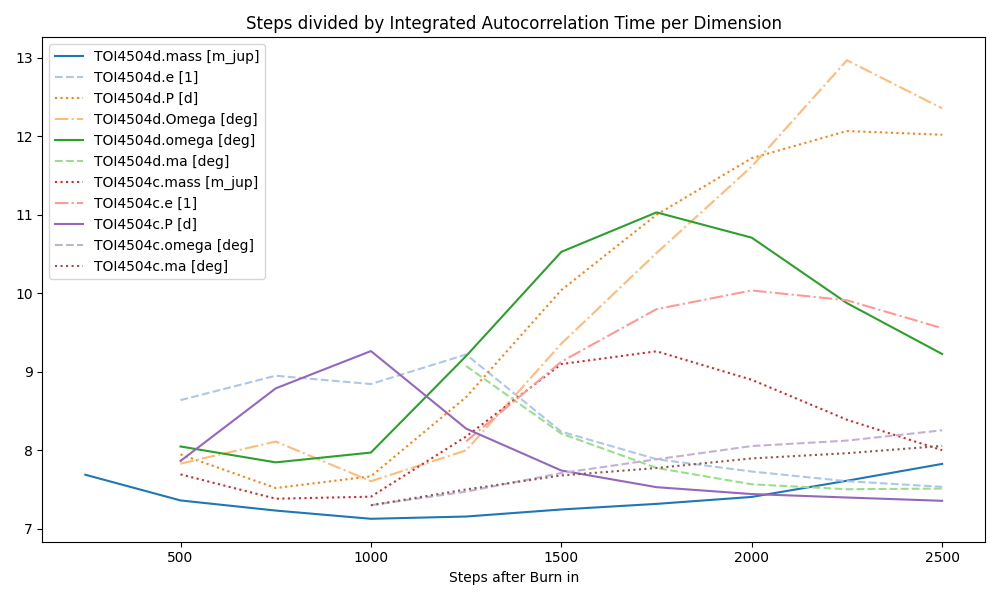 Steps divided by Integrated Autocorrelation Time per Dimension
TOI4504d.mass [m_jup]
TOI4504d.e [1]
TOI4504d.P [d]
TOI4504d.Omega [deg]
TOI4504d.omega [deg]
TOI4504d.ma [deg]
TOI4504c.mass [m_jup]
TOI4504c.e [1]
TOI4504c.P [d]
TOI4504c.omega [deg]
TOI4504c.ma [deg]
13
12
11
10
9
8
7
500 1000 1500 2000 2500
Steps after Burn in